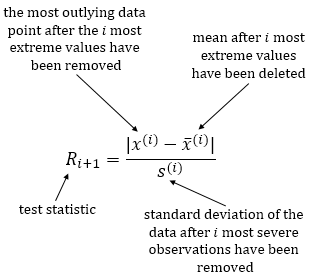 the most outlying data
point after the i most
extreme values have
been removed
mean after i most
extreme values
have been deleted
R_{i+1} = \frac{|x^{(i)} − \bar{x}^{(i)}|}{s^{(i)}}
test statistic
standard deviation of the
data after i most severe
observations have been
removed